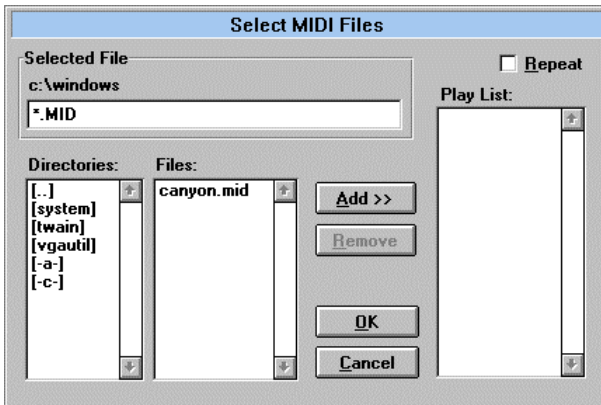 Select MIDI Files
Selected File
c:\windows
*.MID
Repeat
Play List:
Directories:
Files:
[..]
[system]
[twain]
[vgautil]
[-a-]
[-c-]
canyon.mid
Add >>
Remove
OK
Cancel